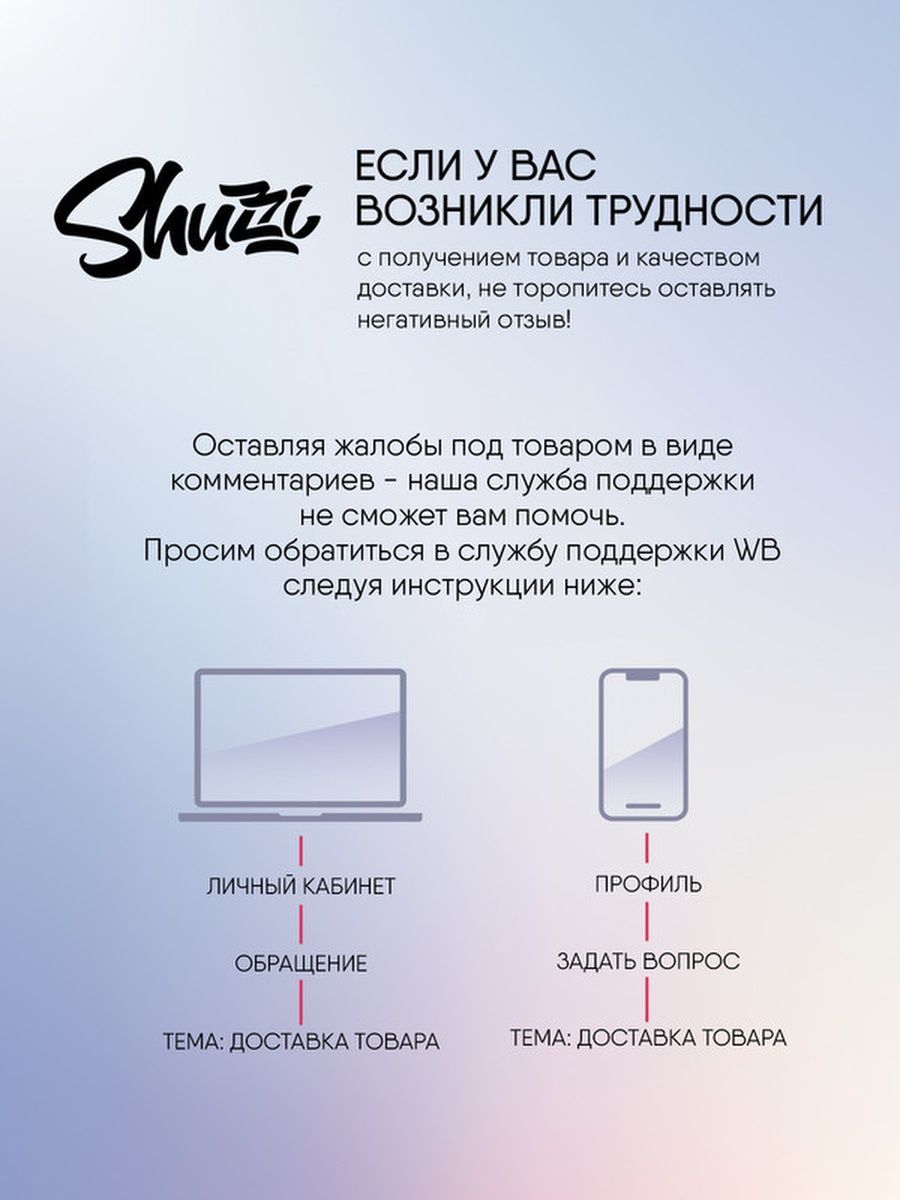 Shuzzi
ЕСЛИ У ВАС
ВОЗНИКЛИ ТРУДНОСТИ
с получением товара и качеством
доставки, не торопитесь оставлять
негативный отзыв!
Оставляя жалобы под товаром в виде
комментариев - наша служба поддержки
не сможет вам помочь.
Просим обратиться в службу поддержки WB
следуя инструкции ниже:
ЛИЧНЫЙ КАБИНЕТ
ОБРАЩЕНИЕ
ТЕМА: ДОСТАВКА ТОВАРА
ПРОФИЛЬ
ЗАДАТЬ ВОПРОС
ТЕМА: ДОСТАВКА ТОВАРА